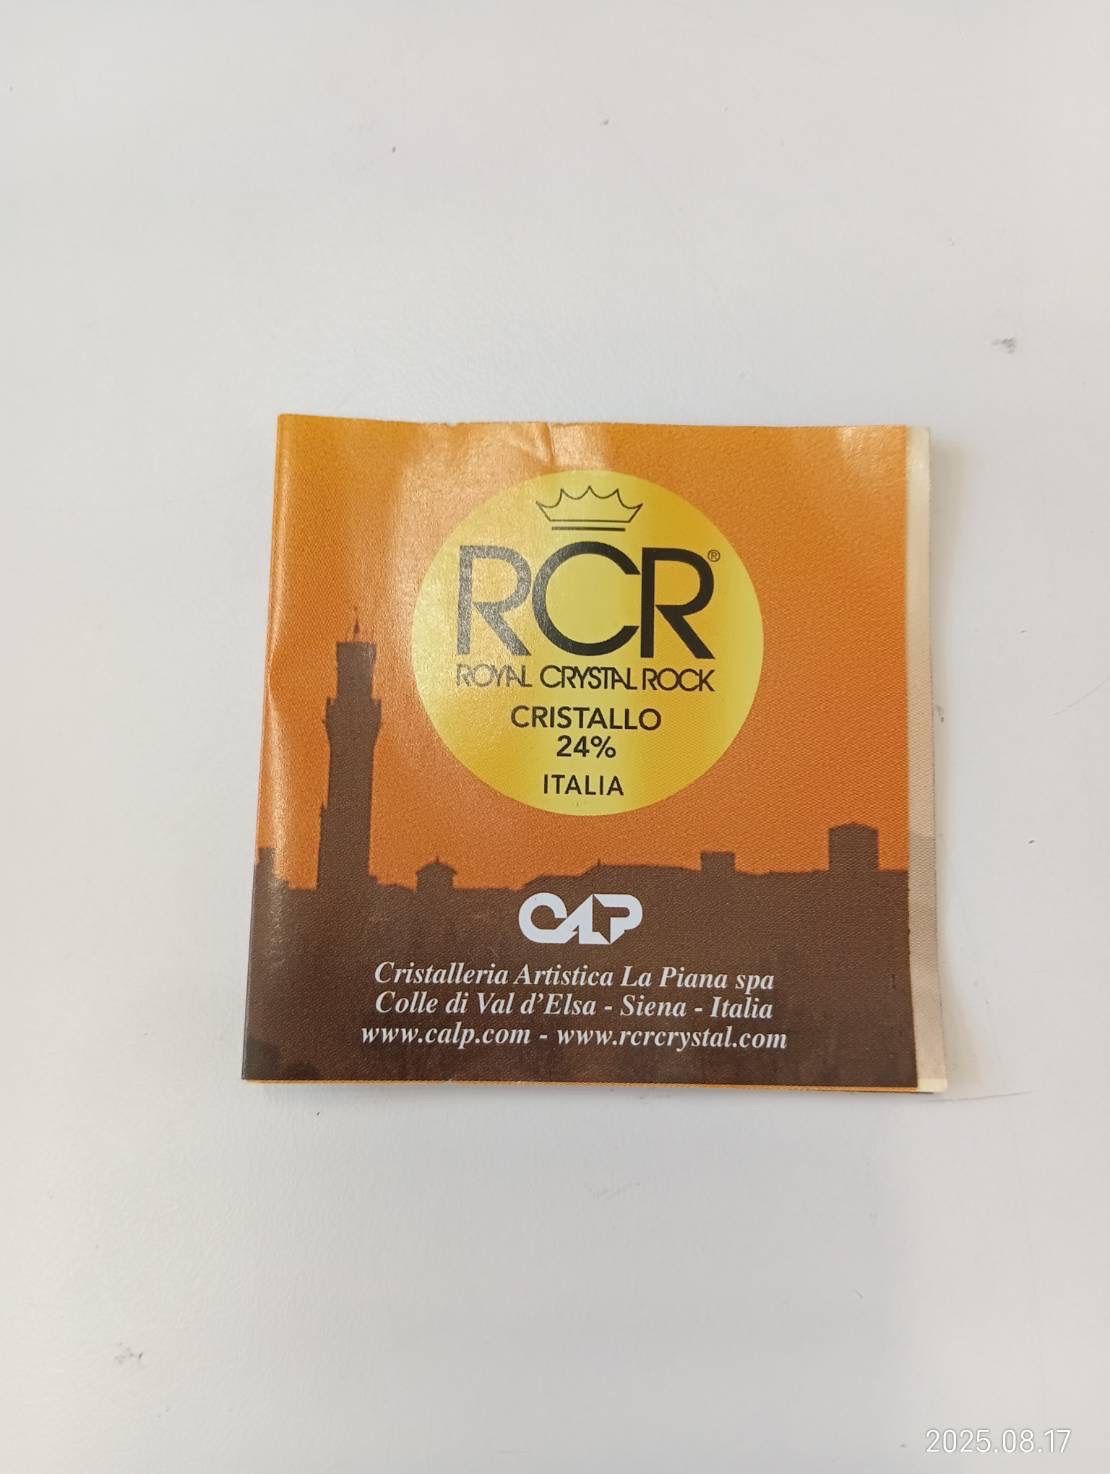 RCR®
ROYAL CRYSTAL ROCK
CRISTALLO
24%
ITALIA
CALP
Cristalleria Artistica La Piana spa
Colle di Val d'Elsa - Siena - Italia
www.calp.com - www.rcrcrystal.com
2025.08.17